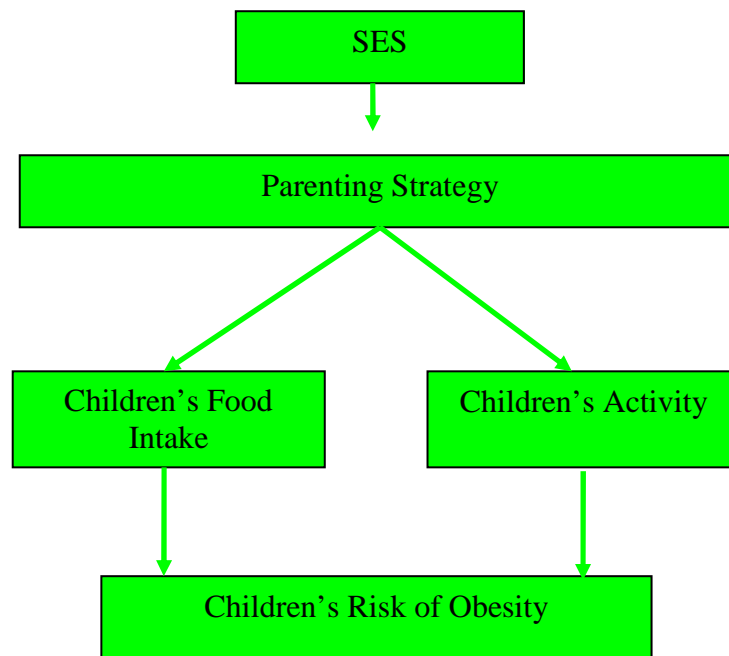 SES
Parenting Strategy
Children’s Food
Intake
Children’s Activity
Children’s Risk of Obesity